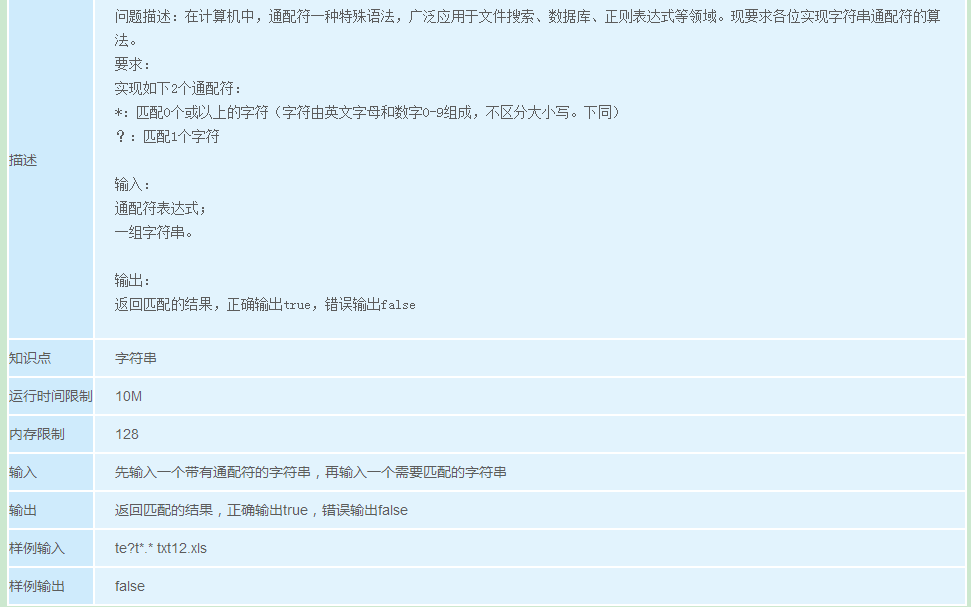 问题描述：在计算机中，通配符一种特殊语法，广泛应用于文件搜索、数据库、正则表达式等领域。现要求各位实现字符串通配符的算
法。
要求：
实现如下2个通配符：
*：匹配0个或以上的字符（字符由英文字母和数字0-9组成，不区分大小写。下同）
？：匹配1个字符
描述
输入：
通配符表达式；
一组字符串。
输出：
返回匹配的结果，正确输出true，错误输出false
知识点 字符串
运行时间限制 10M
内存限制 128
输入 先输入一个带有通配符的字符串，再输入一个需要匹配的字符串
输出 返回匹配的结果，正确输出true，错误输出false
样例输入 te?t*.* txt12.xls
样例输出 false